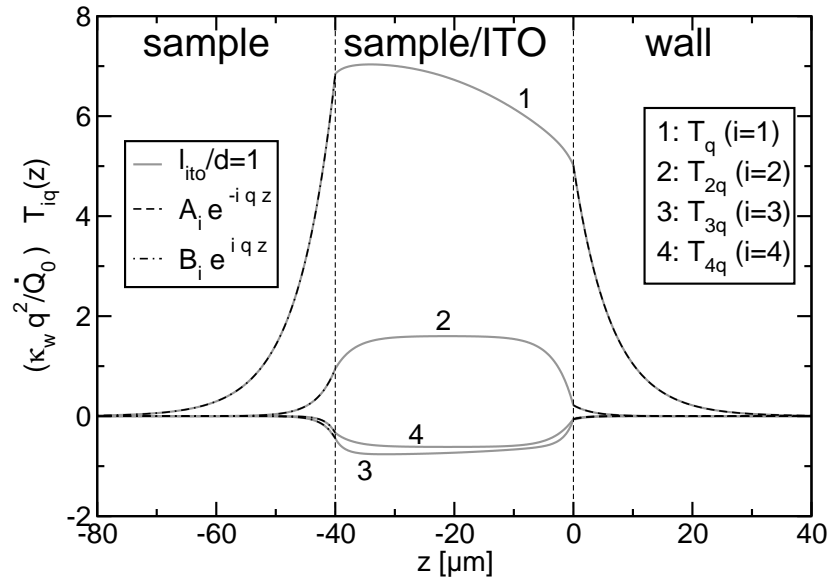 sample sample/ITO wall
8
6
4
2
0
-2
(κ_w q²/Q̇₀) T_iq(z)
l_ito/d=1
A_i e^-i q z
B_i e^i q z
1
2
4
3
1: T_q (i=1)
2: T_2q (i=2)
3: T_3q (i=3)
4: T_4q (i=4)
-80 -60 -40 -20 0 20 40
z [µm]